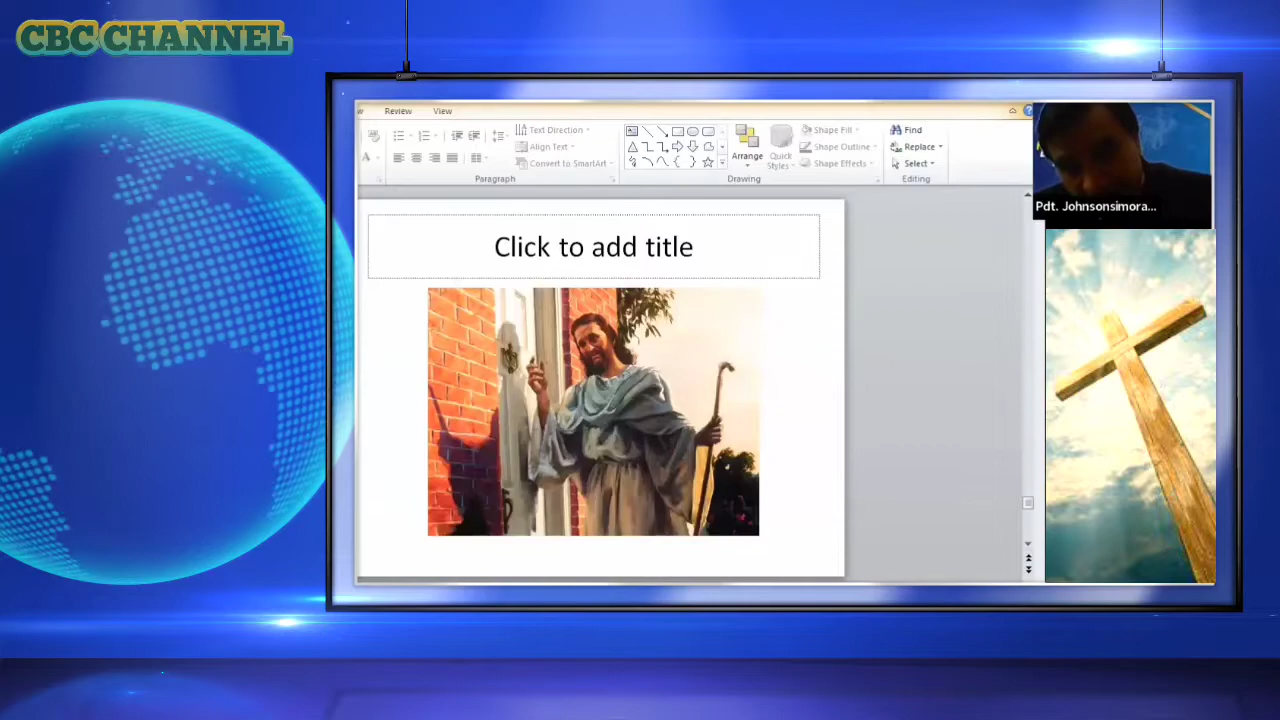 CBC CHANNEL
Review View
Text Direction
Align Text
Convert to SmartArt
Paragraph
Arrange
Quick
Styles
Shape Fill
Shape Outline
Shape Effects
Drawing
Find
Replace
Select
Editing
Pdt. Johnsonsimora...
Click to add title